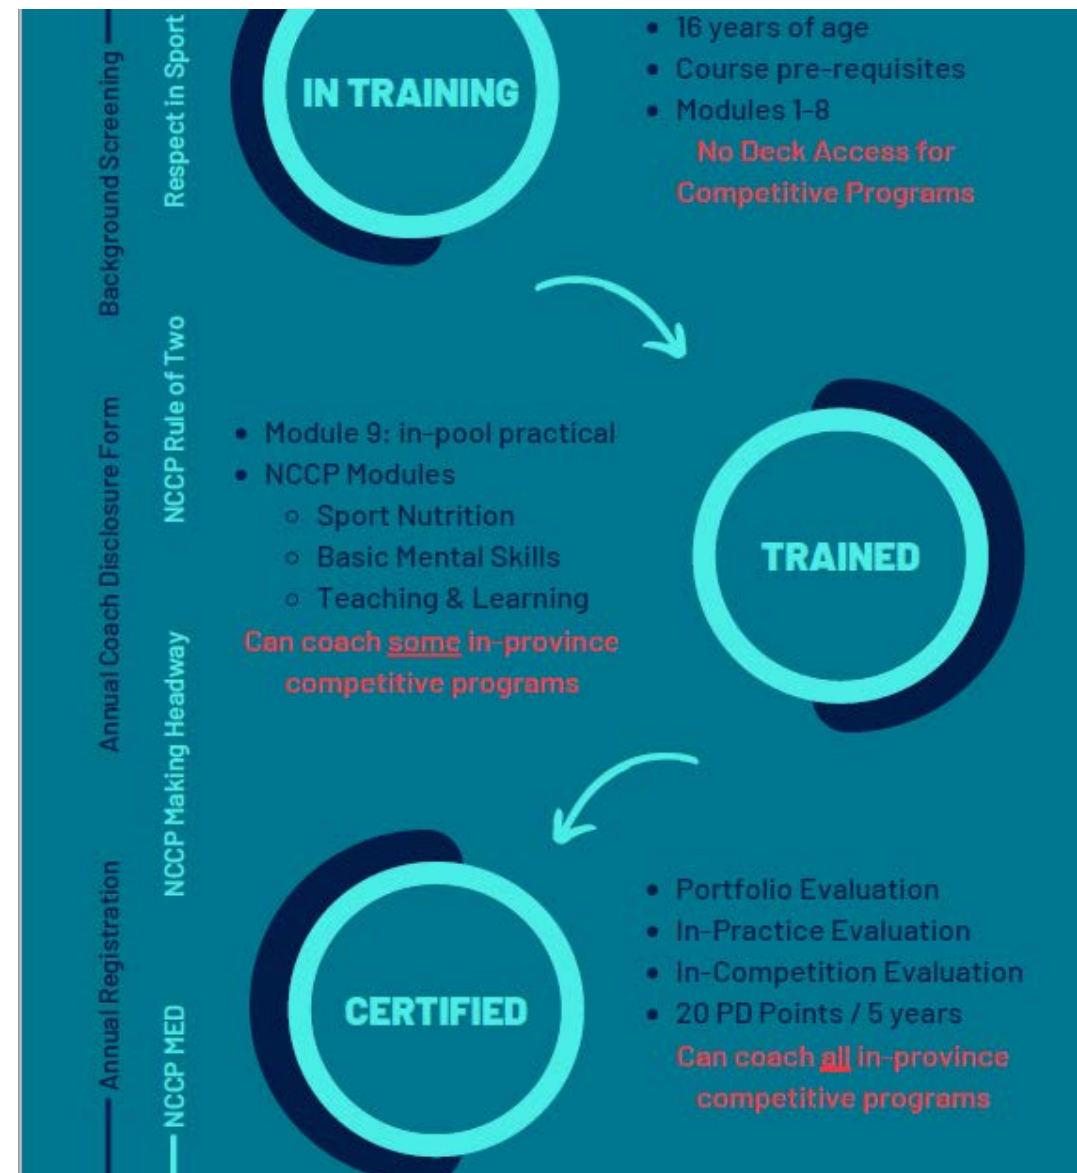 Background Screening
Annual Coach Disclosure Form
Annual Registration
Respect in Sport
NCCP Rule of Two
NCCP Making Headway
NCCP MED
IN TRAINING
• 16 years of age
• Course pre-requisites
• Modules 1-8
No Deck Access for
Competitive Programs
• Module 9: in-pool practical
• NCCP Modules
○ Sport Nutrition
○ Basic Mental Skills
○ Teaching & Learning
Can coach some in-province
competitive programs
TRAINED
CERTIFIED
• Portfolio Evaluation
• In-Practice Evaluation
• In-Competition Evaluation
• 20 PD Points / 5 years
Can coach all in-province
competitive programs